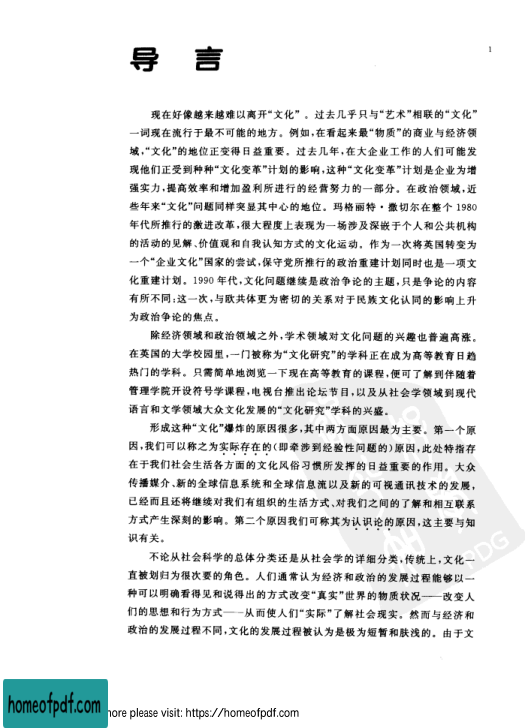 导 言
1
现在好像越来越难以离开“文化”。过去几乎只与“艺术”相联的“文化”
一词现在流行于最不可能的地方。例如,在看起来最“物质”的商业与经济领
域,“文化”的地位正变得日益重要。过去几年,在大企业工作的人们可能发
现他们正受到种种“文化变革”计划的影响,这种“文化变革”计划是企业为增
强实力,提高效率和增加盈利所进行的经营努力的一部分。在政治领域,近
些年来“文化”问题同样突显其中心的地位。玛格丽特·撒切尔在整个 1980
年代所推行的激进改革,很大程度上表现为一场涉及深嵌于个人和公共机构
的活动的见解、价值观和自我认知方式的文化运动。作为一次将英国转变为
一个“企业文化”国家的尝试,保守党所推行的政治重建计划同时也是一项文
化重建计划。1990 年代,文化问题继续是政治争论的主题,只是争论的内容
有所不同;这一次,与欧共体更为密切的关系对于民族文化认同的影响上升
为政治争论的焦点。
除经济领域和政治领域之外,学术领域对文化问题的兴趣也普遍高涨。
在英国的大学校园里,一门被称为“文化研究”的学科正在成为高等教育日趋
热门的学科。只需简单地浏览一下现在高等教育的课程,便可了解到伴随着
管理学院开设符号学课程,电视台推出论坛节目,以及从社会学领域到现代
语言和文学领域大众文化发展的“文化研究”学科的兴盛。
形成这种“文化”爆炸的原因很多,其中两方面原因最为主要。第一个原
因,我们可以称之为实际存在的(即牵涉到经验性问题的)原因,此处特指存
在于我们社会生活各方面的文化风俗习惯所发挥的日益重要的作用。大众
传播媒介、新的全球信息系统和全球信息流以及新的可视通讯技术的发展,
已经而且还将继续对我们有组织的生活方式、对我们之间的了解和相互联系
方式产生深刻的影响。第二个原因我们可称其为认识论的原因,这主要与知
识有关。
不论从社会科学的总体分类还是从社会学的详细分类,传统上,文化一
直被划归为很次要的角色。人们通常认为经济和政治的发展过程能够以一
种可以明确看得见和说得出的方式改变“真实”世界的物质状况——改变人
们的思想和行为方式——从而使人们“实际”了解社会现实。然而与经济和
政治的发展过程不同,文化的发展过程被认为是极为短暂和肤浅的。由于文
homeofpdf.com
more please visit: https://homeofpdf.com